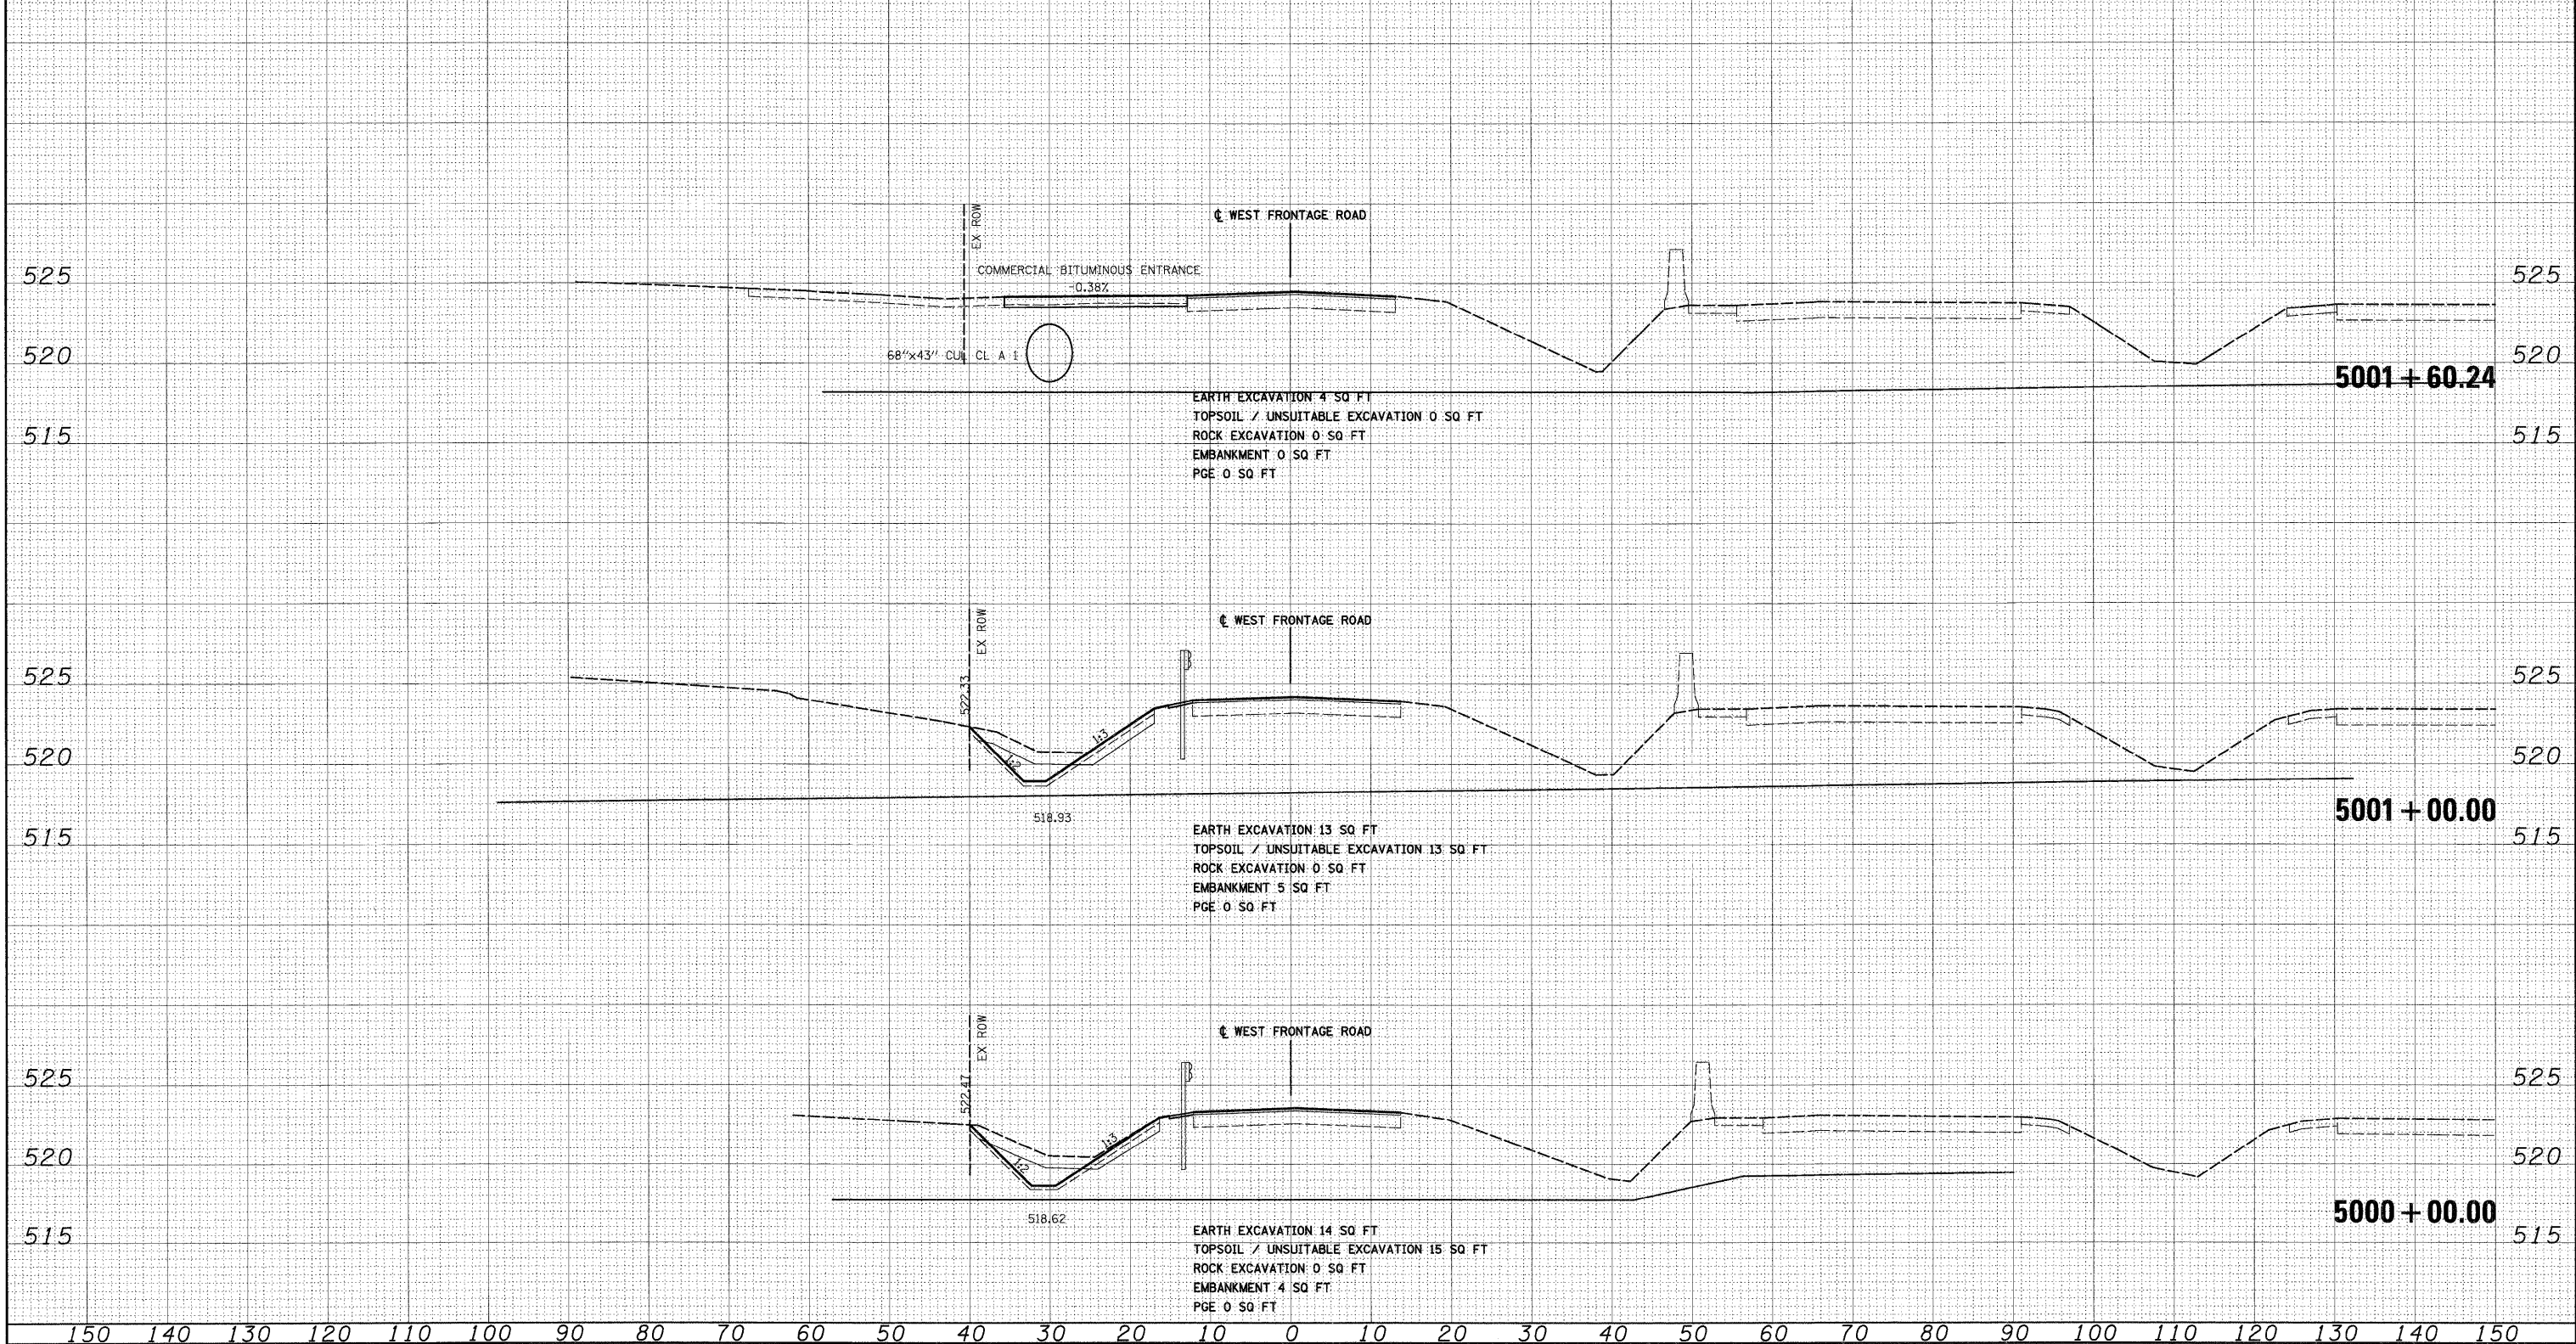 EX ROW
℄ WEST FRONTAGE ROAD
COMMERCIAL BITUMINOUS ENTRANCE
-0.38%
525 525
68"x43" CUL CL A 1
520 520
5001+60.24
515 515
EARTH EXCAVATION 4 SQ FT
TOPSOIL / UNSUITABLE EXCAVATION 0 SQ FT
ROCK EXCAVATION 0 SQ FT
EMBANKMENT 0 SQ FT
PGE 0 SQ FT
EX ROW
℄ WEST FRONTAGE ROAD
522.33
525 525
1:3
1:2
520 520
518.93
5001+00.00
515 515
EARTH EXCAVATION 13 SQ FT
TOPSOIL / UNSUITABLE EXCAVATION 13 SQ FT
ROCK EXCAVATION 0 SQ FT
EMBANKMENT 5 SQ FT
PGE 0 SQ FT
EX ROW
℄ WEST FRONTAGE ROAD
522.47
525 525
1:3
1:2
520 520
518.62
5000+00.00
515 515
EARTH EXCAVATION 14 SQ FT
TOPSOIL / UNSUITABLE EXCAVATION 15 SQ FT
ROCK EXCAVATION 0 SQ FT
EMBANKMENT 4 SQ FT
PGE 0 SQ FT
150 140 130 120 110 100 90 80 70 60 50 40 30 20 10 0 10 20 30 40 50 60 70 80 90 100 110 120 130 140 150